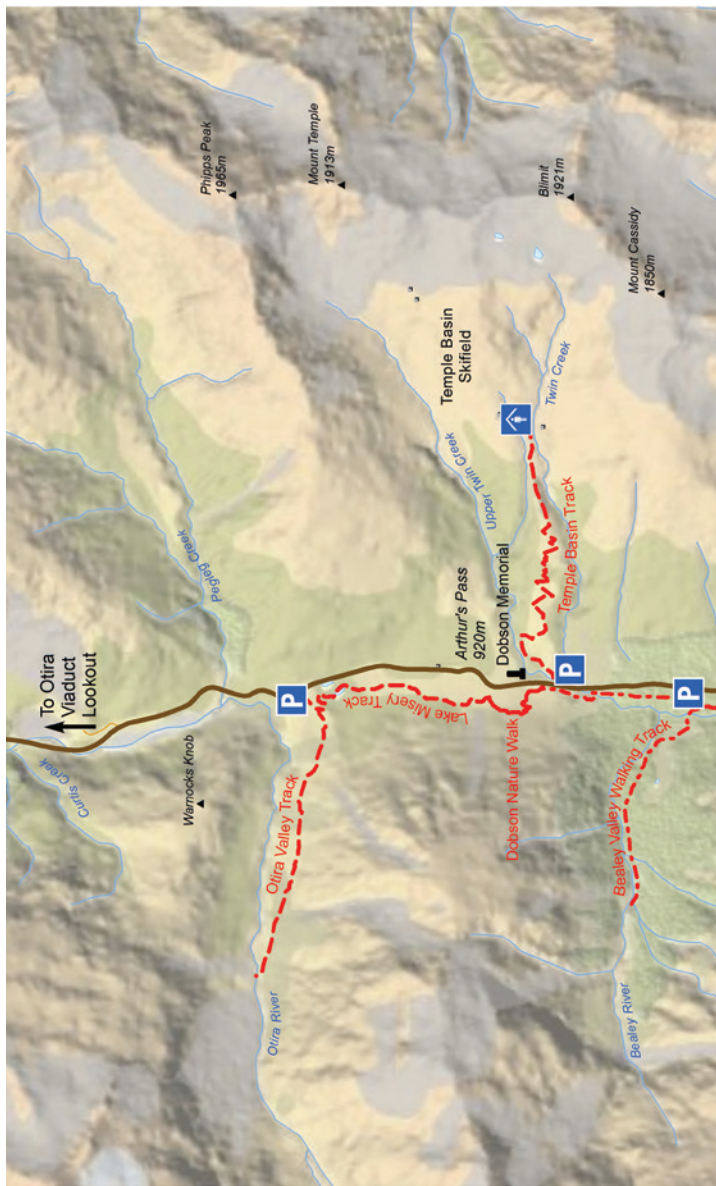 Phipps Peak
1965m
Mount Temple
1913m
Blimit
1921m
Mount Cassidy
1850m
To Otira
Viaduct
Lookout
Curtis Creek
Pegleg Creek
Warnocks Knob
P
Otira Valley Track
Otira River
Lake Misery Track
Arthur's Pass
920m
Dobson Memorial
Dobson Nature Walk
Upper Twin Creek
Temple Basin
Skifield
Twin Creek
Temple Basin Track
P
P
Bealey Valley Walking Track
Bealey River